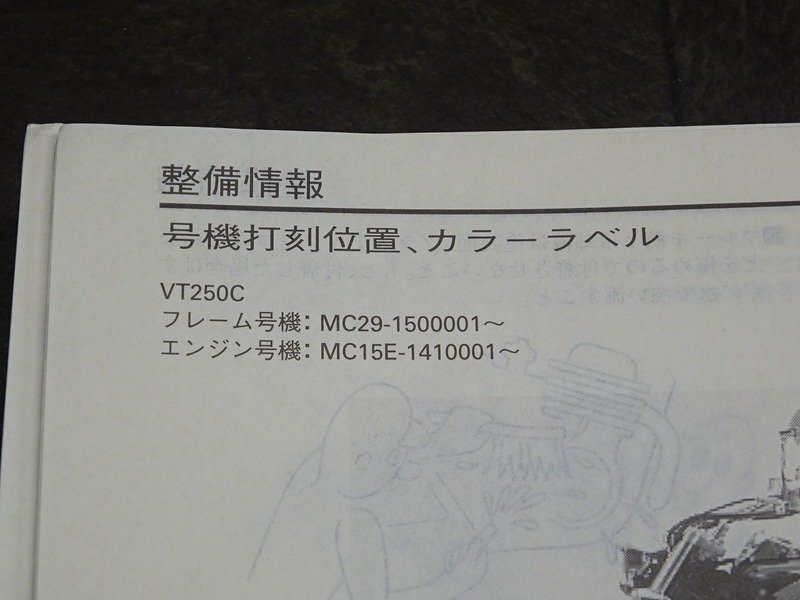 整備情報
号機打刻位置、カラーラベル
VT250C
フレーム号機：MC29-1500001～
エンジン号機：MC15E-1410001～